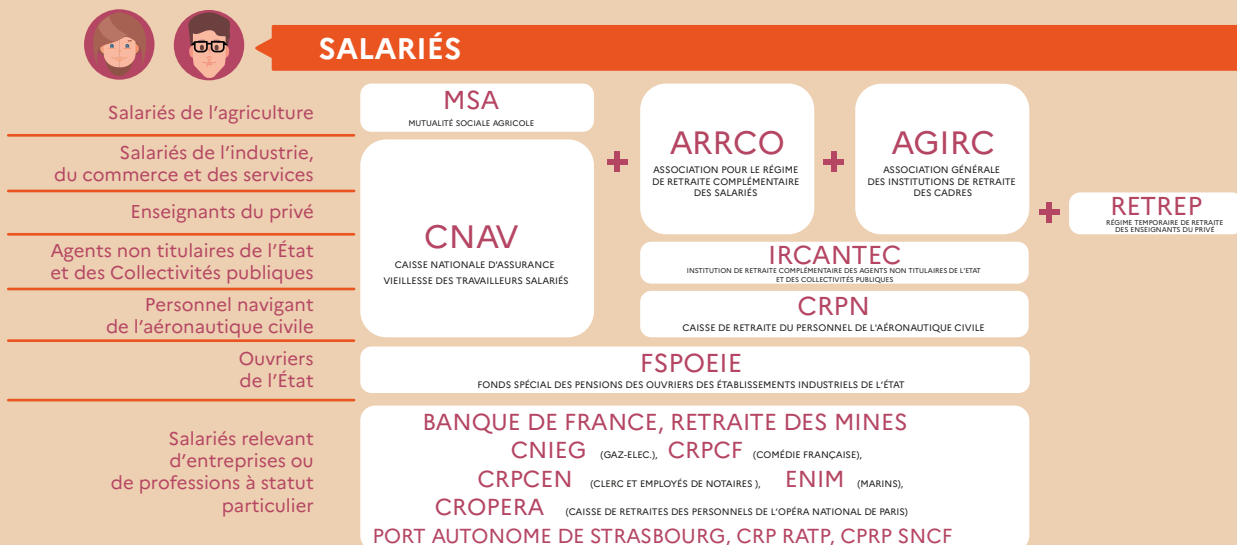 SALARIÉS
Salariés de l'agriculture
MSA
MUTUALITÉ SOCIALE AGRICOLE
Salariés de l'industrie,
du commerce et des services
Enseignants du privé
Agents non titulaires de l'État
et des Collectivités publiques
Personnel navigant
de l'aéronautique civile
CNAV
CAISSE NATIONALE D'ASSURANCE
VIEILLESSE DES TRAVAILLEURS SALARIÉS
+
ARRCO
ASSOCIATION POUR LE RÉGIME
DE RETRAITE COMPLÉMENTAIRE
DES SALARIÉS
+
AGIRC
ASSOCIATION GÉNÉRALE
DES INSTITUTIONS DE RETRAITE
DES CADRES
+
RETREP
RÉGIME TEMPORAIRE DE RETRAITE
DES ENSEIGNANTS DU PRIVÉ
IRCANTEC
INSTITUTION DE RETRAITE COMPLÉMENTAIRE DES AGENTS NON TITULAIRES DE L'ETAT
ET DES COLLECTIVITÉS PUBLIQUES
CRPN
CAISSE DE RETRAITE DU PERSONNEL DE L'AÉRONAUTIQUE CIVILE
Ouvriers
de l'État
FSPOEIE
FONDS SPÉCIAL DES PENSIONS DES OUVRIERS DES ÉTABLISSEMENTS INDUSTRIELS DE L'ÉTAT
Salariés relevant
d'entreprises ou
de professions à statut
particulier
BANQUE DE FRANCE, RETRAITE DES MINES
CNIEG (GAZ-ELEC.), CRPCF (COMÉDIE FRANÇAISE),
CRPCEN (CLERC ET EMPLOYÉS DE NOTAIRES ), ENIM (MARINS),
CROPERA (CAISSE DE RETRAITES DES PERSONNELS DE L'OPÉRA NATIONAL DE PARIS)
PORT AUTONOME DE STRASBOURG, CRP RATP, CPRP SNCF